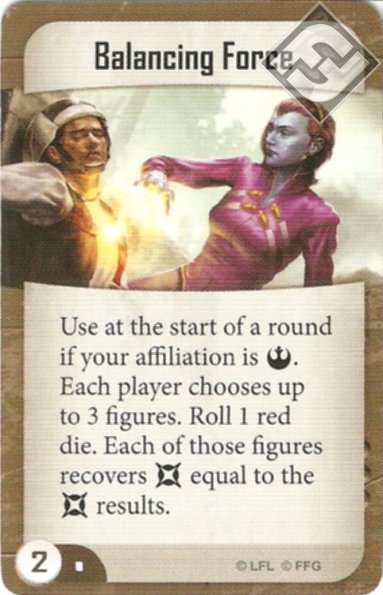 Balancing Force
Use at the start of a round
if your affiliation is .
Each player chooses up
to 3 figures. Roll 1 red
die. Each of those figures
recovers equal to the
results.
2
© LFL © FFG